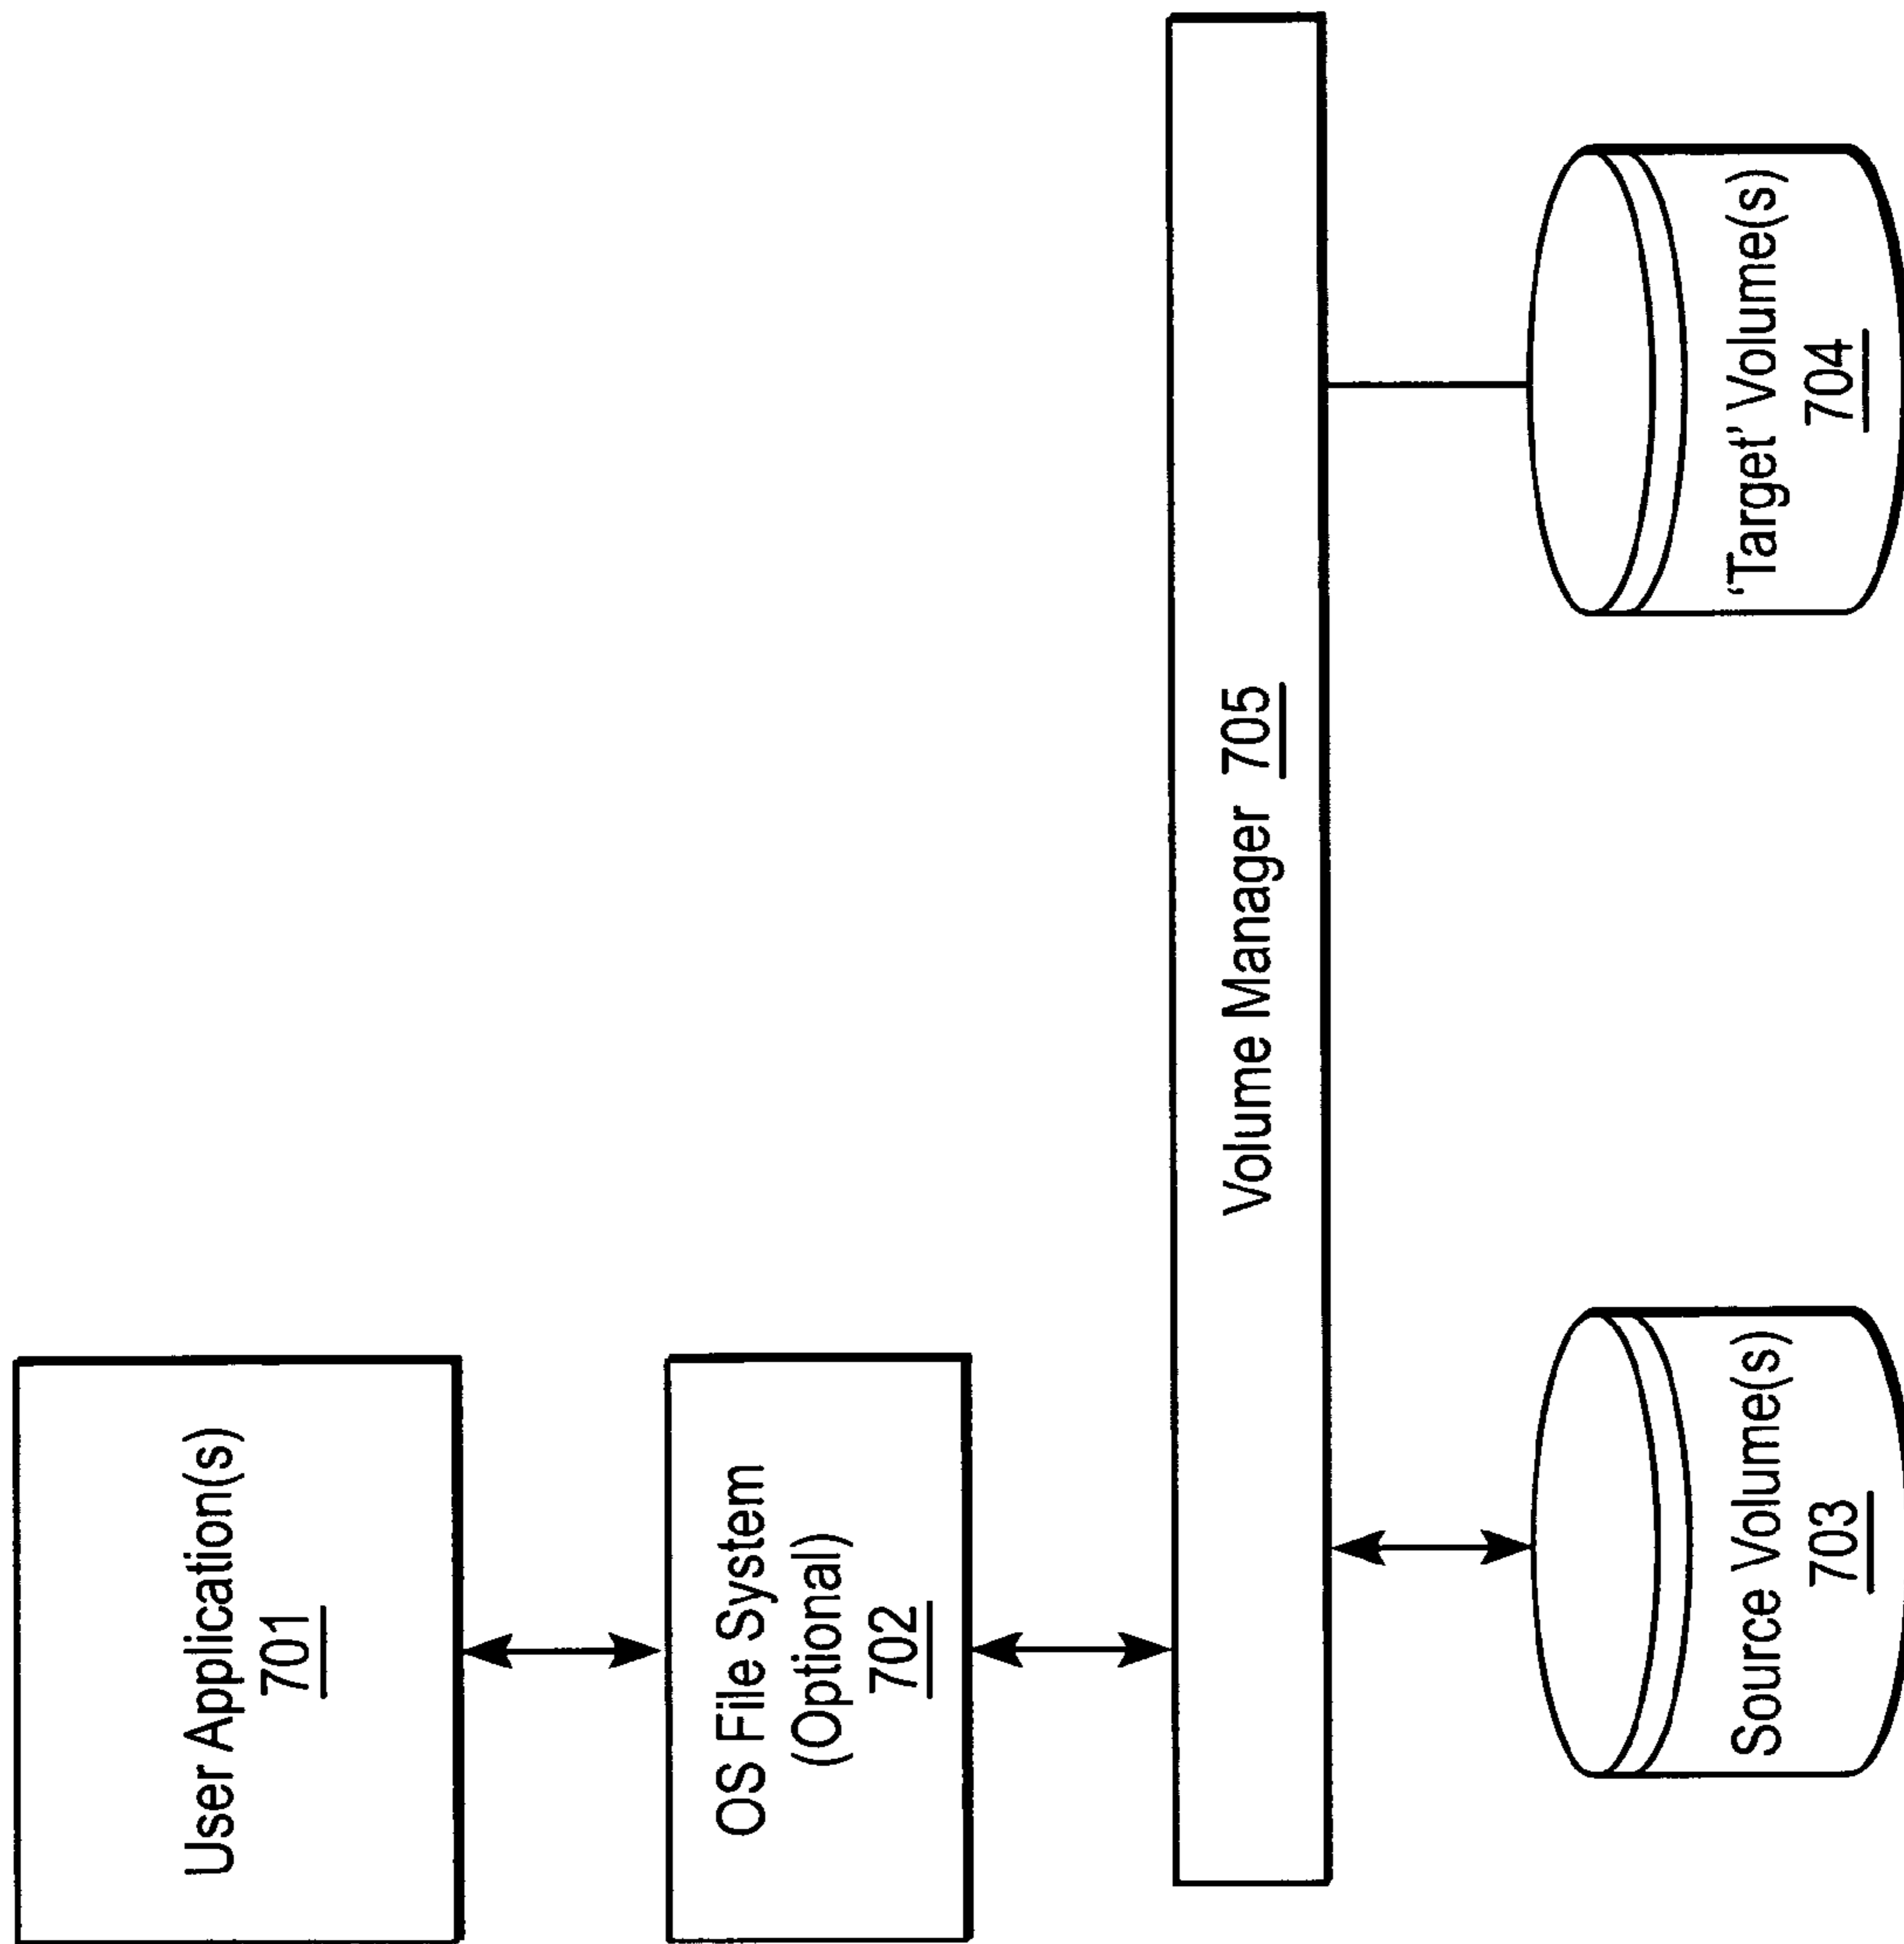 User Application(s)
701
OS File System
(Optional)
702
Volume Manager 705
Source Volume(s)
703
‘Target’ Volume(s)
704